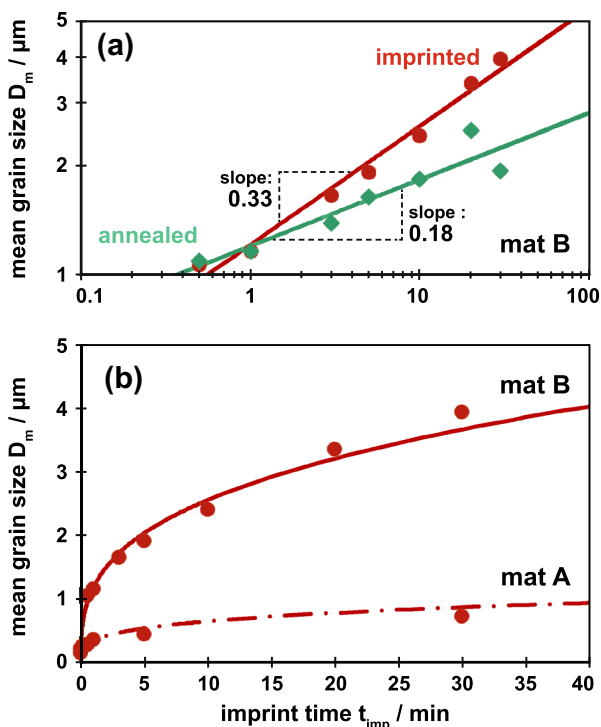 mean grain size Dm / µm
5
4
3
2
1
(a)
imprinted
slope:
0.33
annealed
slope :
0.18
mat B
0.1
1
10
100
mean grain size Dm / µm
5
4
3
2
1
0
(b)
mat B
mat A
0
5
10
15
20
25
30
35
40
imprint time timp / min